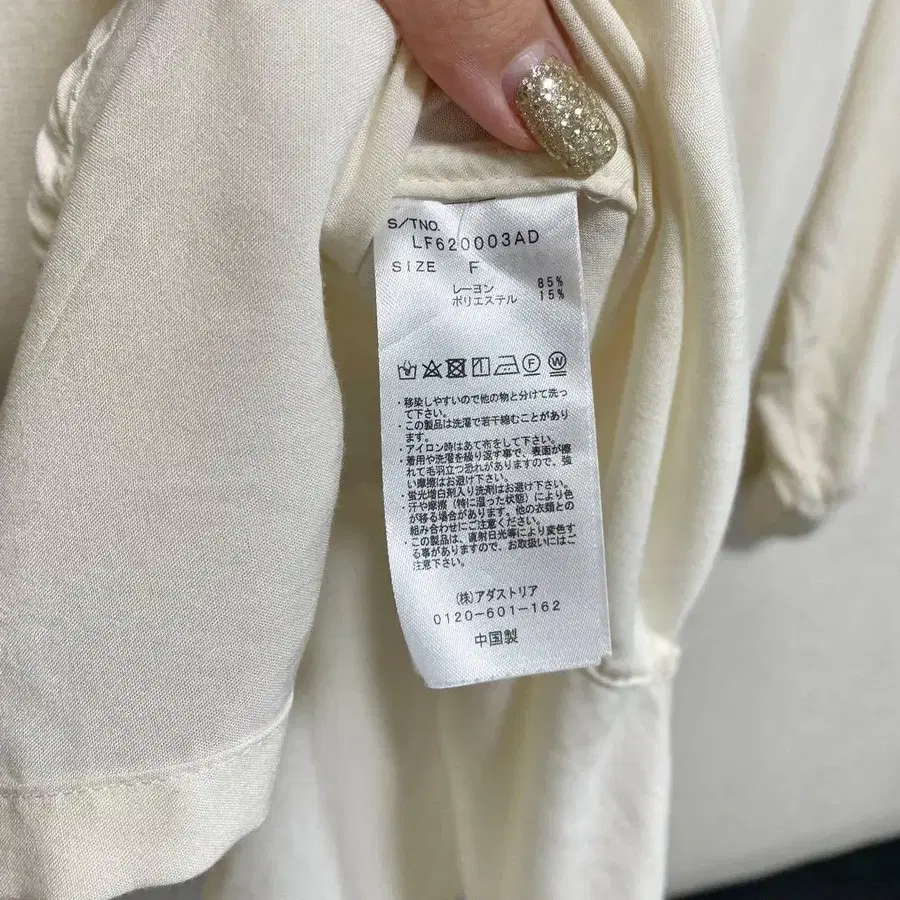 S/TNO.
LF620003AD
SIZE F
レーヨン 85%
ポリエステル 15%
・移染しやすいので他の物と分けて洗っ
て下さい。
・この製品は洗濯で若干縮むことがあり
ます。
・アイロン時はあて布をして下さい。
・着用や洗濯を繰り返す事で、表面が擦
れて毛羽立つ恐れがありますので、強
い摩擦はお避け下さい。
・蛍光増白剤入り洗剤はお避け下さい。
・汗や摩擦（特に湿った状態）により色
が移る場合があります。他の衣類との
組み合わせにご注意ください。
・この製品は、直射日光等により変色す
る事がありますので、お取扱いにはご
注意下さい。
(株)アダストリア
0120-601-162
中国製